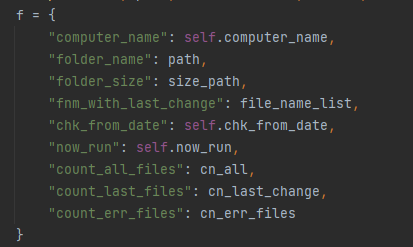 f = {
    "computer_name": self.computer_name,
    "folder_name": path,
    "folder_size": size_path,
    "fnm_with_last_change": file_name_list,
    "chk_from_date": self.chk_from_date,
    "now_run": self.now_run,
    "count_all_files": cn_all,
    "count_last_files": cn_last_change,
    "count_err_files": cn_err_files
}